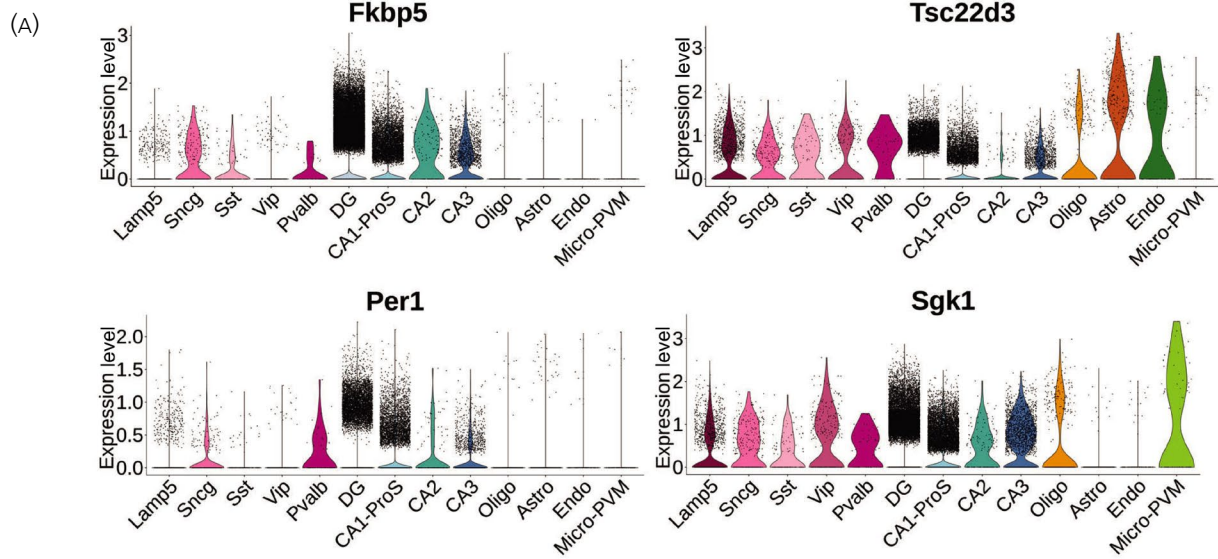 (A)
Fkbp5
Expression level
3
2
1
0
Lamp5
Sncg
Sst
Vip
Pvalb
DG
CA1-ProS
CA2
CA3
Oligo
Astro
Endo
Micro-PVM
Tsc22d3
Expression level
3
2
1
0
Lamp5
Sncg
Sst
Vip
Pvalb
DG
CA1-ProS
CA2
CA3
Oligo
Astro
Endo
Micro-PVM
Per1
Expression level
2.0
1.5
1.0
0.5
0.0
Lamp5
Sncg
Sst
Vip
Pvalb
DG
CA1-ProS
CA2
CA3
Oligo
Astro
Endo
Micro-PVM
Sgk1
Expression level
3
2
1
0
Lamp5
Sncg
Sst
Vip
Pvalb
DG
CA1-ProS
CA2
CA3
Oligo
Astro
Endo
Micro-PVM